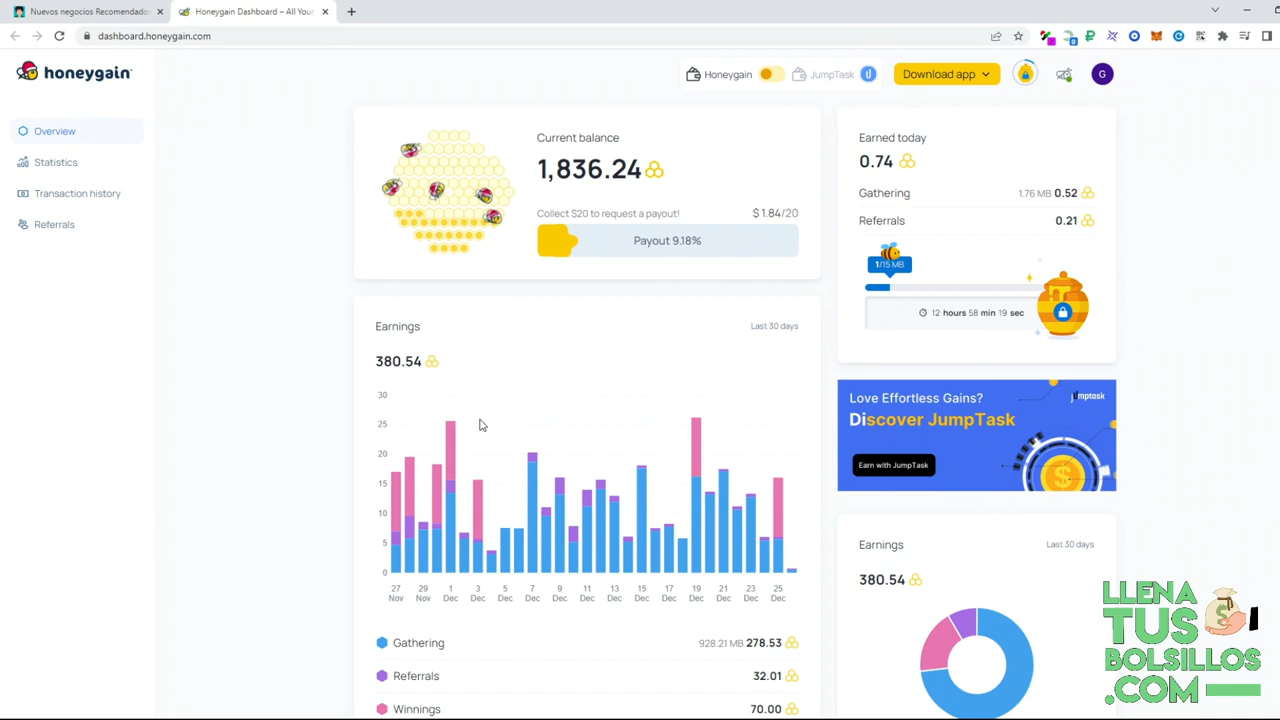 Nuevos negocios Recomendados
Honeygain Dashboard – All Your
dashboard.honeygain.com
honeygain
Honeygain
JumpTask
Download app
G
Overview
Statistics
Transaction history
Referrals
Current balance
1,836.24
Collect $20 to request a payout!
$ 1.84/20
Payout 9.18%
Earned today
0.74
Gathering
1.76 MB 0.52
Referrals
0.21
1/15 MB
12 hours 58 min 19 sec
Earnings
Last 30 days
380.54
30
25
20
15
10
5
0
27 Nov
29 Nov
1 Dec
3 Dec
5 Dec
7 Dec
9 Dec
11 Dec
13 Dec
15 Dec
17 Dec
19 Dec
21 Dec
23 Dec
25 Dec
Gathering
928.21 MB 278.53
Referrals
32.01
Winnings
70.00
Love Effortless Gains?
jumptask
Discover JumpTask
Earn with JumpTask
Earnings
Last 30 days
380.54
LLENA
TUS
BOLSILLOS
.COM